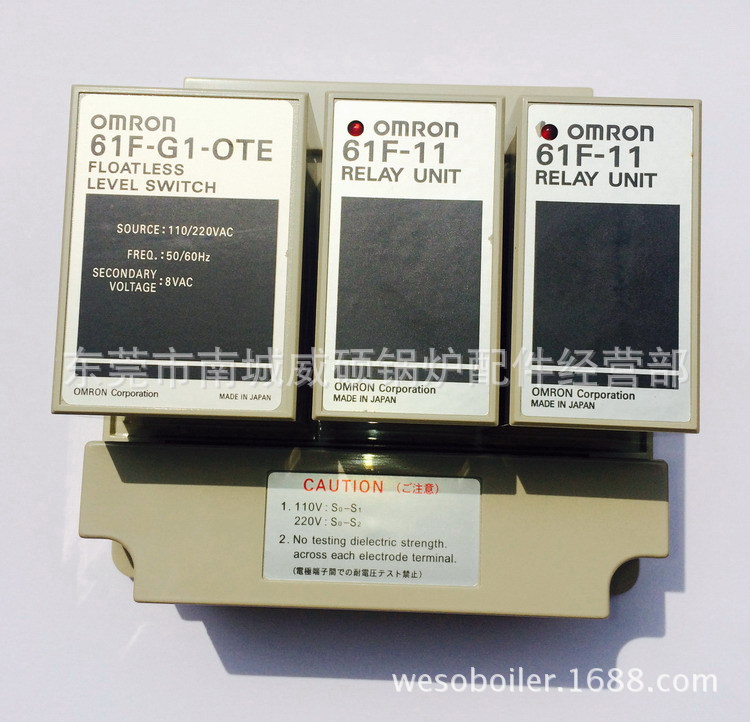 OMRON
61F-G1-OTE
FLOATLESS
LEVEL SWITCH
SOURCE: 110/220VAC
FREQ.: 50/60Hz
SECONDARY
VOLTAGE :8VAC
OMRON Corporation
MADE IN JAPAN
OMRON
61F-11
RELAY UNIT
OMRON Corporation
MADE IN JAPAN
OMRON
61F-11
RELAY UNIT
OMRON Corporation
MADE IN JAPAN
东莞市南城威硕锅炉配件经营部
CAUTION (ご注意)
1. 110V: S₀-S₁
220V: S₀-S₂
2. No testing dielectric strength.
across each electrode terminal.
(電極端子間での耐電圧テスト禁止)
wesoboiler.1688.com